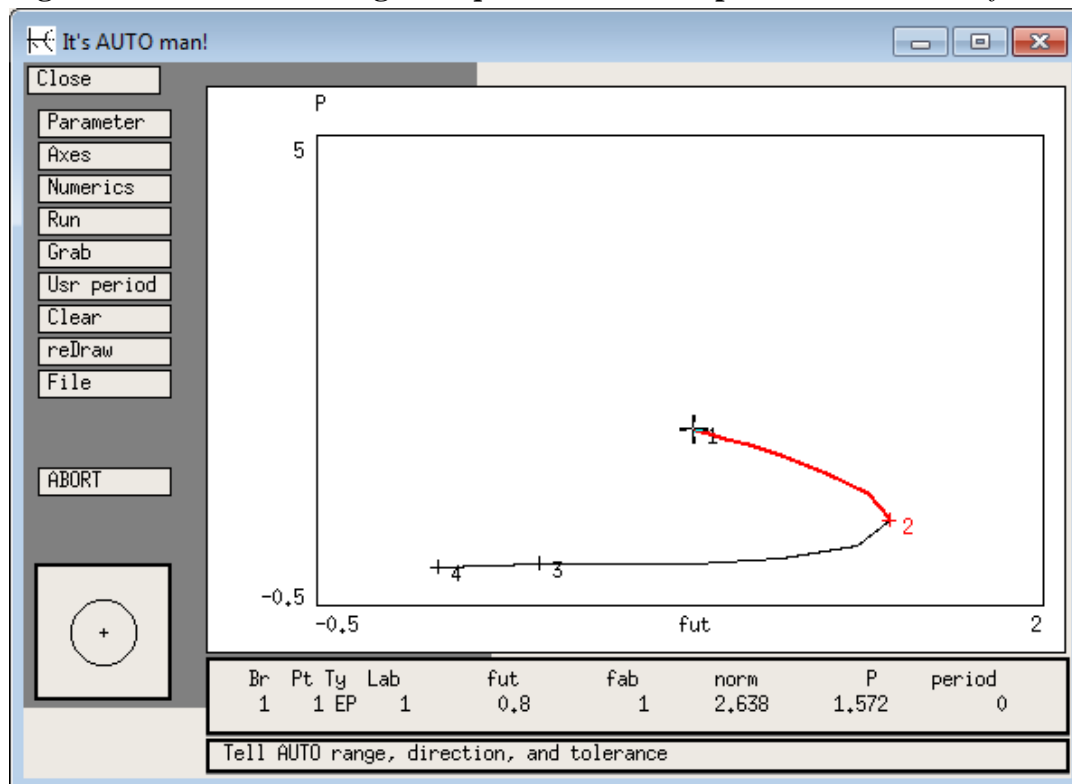 It's AUTO man!
Close
Parameter
Axes
Numerics
Run
Grab
Usr period
Clear
reDraw
File
ABORT
P
5
1
2
3
4
-0.5
-0.5 fut 2
Br Pt Ty Lab fut fab norm P period
1 1 EP 1 0.8 1 2.638 1.572 0
Tell AUTO range, direction, and tolerance